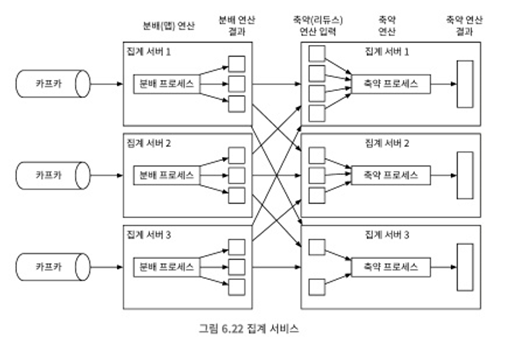 분배(맵) 연산
분배 연산
결과
축약(리듀스)
연산 입력
축약
연산
축약 연산
결과
카프카
집계 서버 1
분배 프로세스
집계 서버 1
축약 프로세스
카프카
집계 서버 2
분배 프로세스
집계 서버 2
축약 프로세스
카프카
집계 서버 3
분배 프로세스
집계 서버 3
축약 프로세스
그림 6.22 집계 서비스